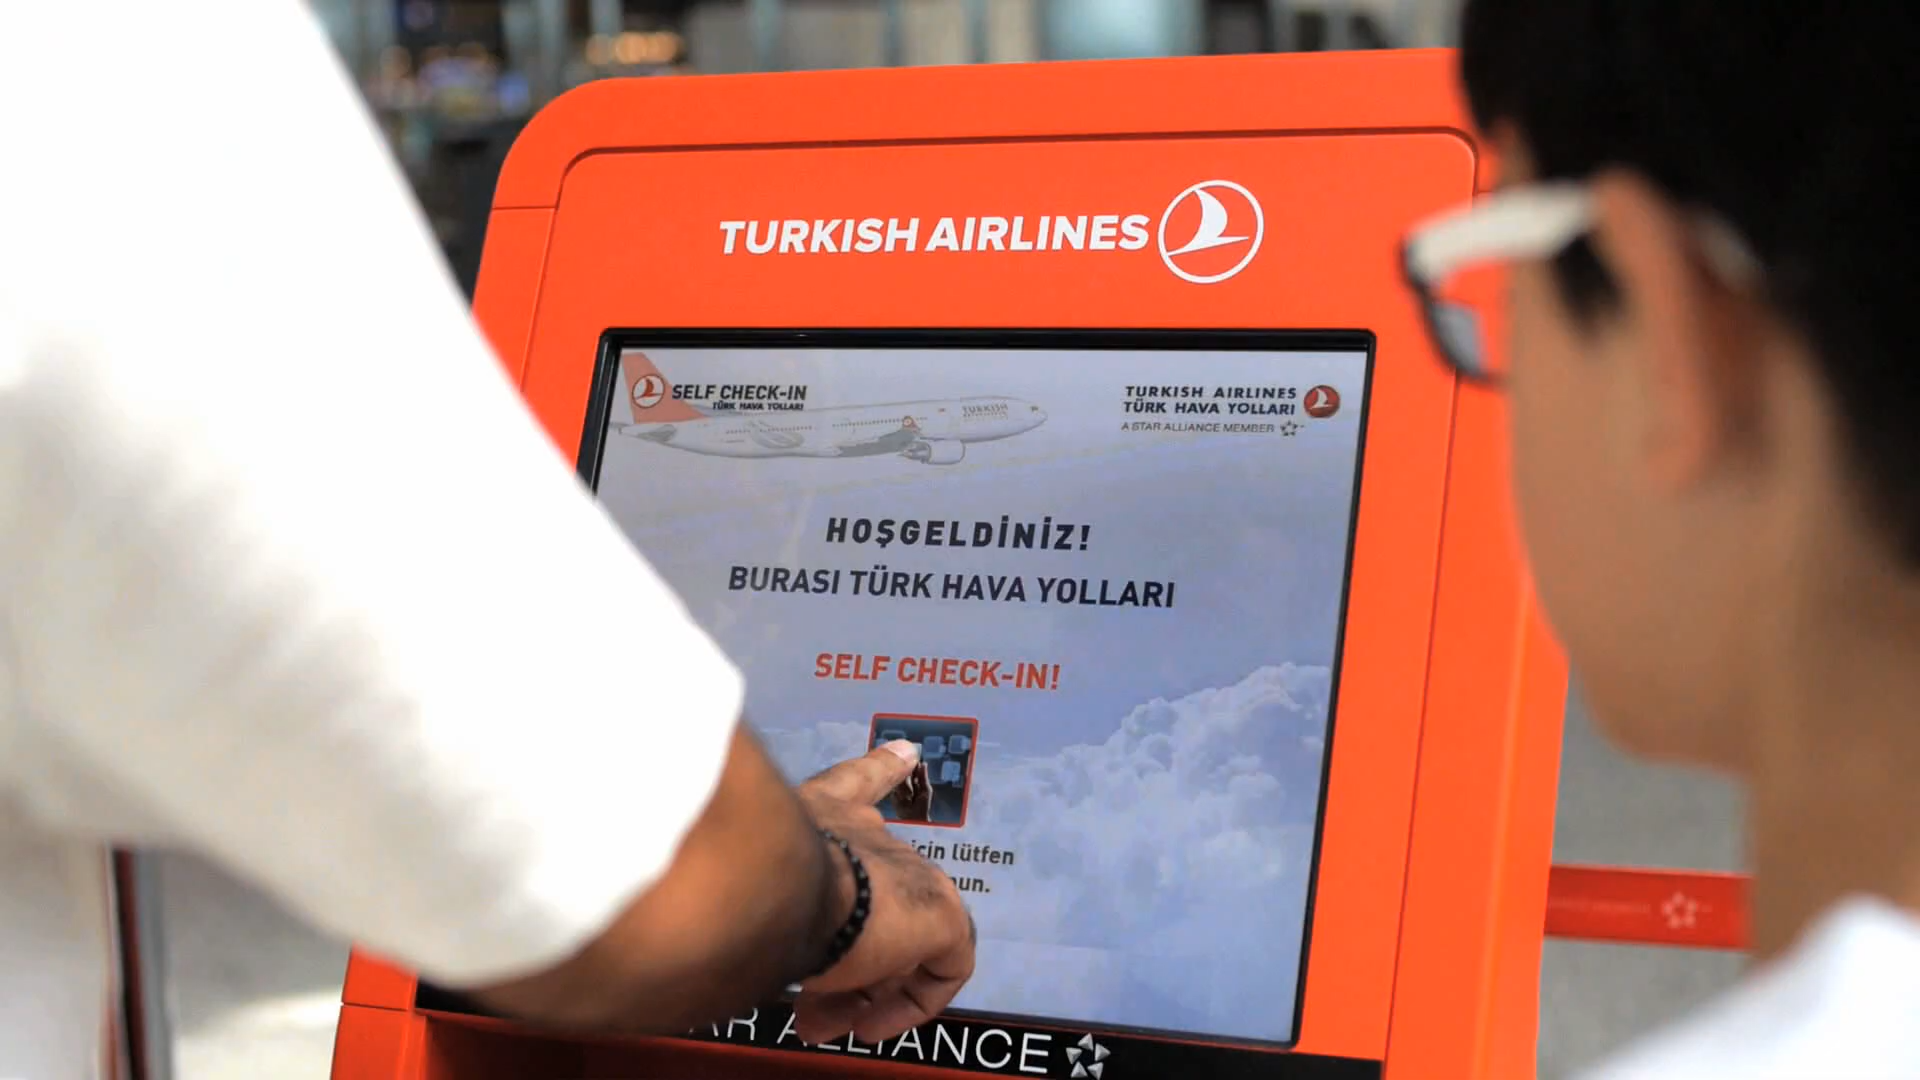 TURKISH AIRLINES
SELF CHECK-IN
TÜRK HAVA YOLLARI
TURKISH
TURKISH AIRLINES
TÜRK HAVA YOLLARI
A STAR ALLIANCE MEMBER
HOŞGELDİNİZ!
BURASI TÜRK HAVA YOLLARI
SELF CHECK-IN!
için lütfen
ALLIANCE